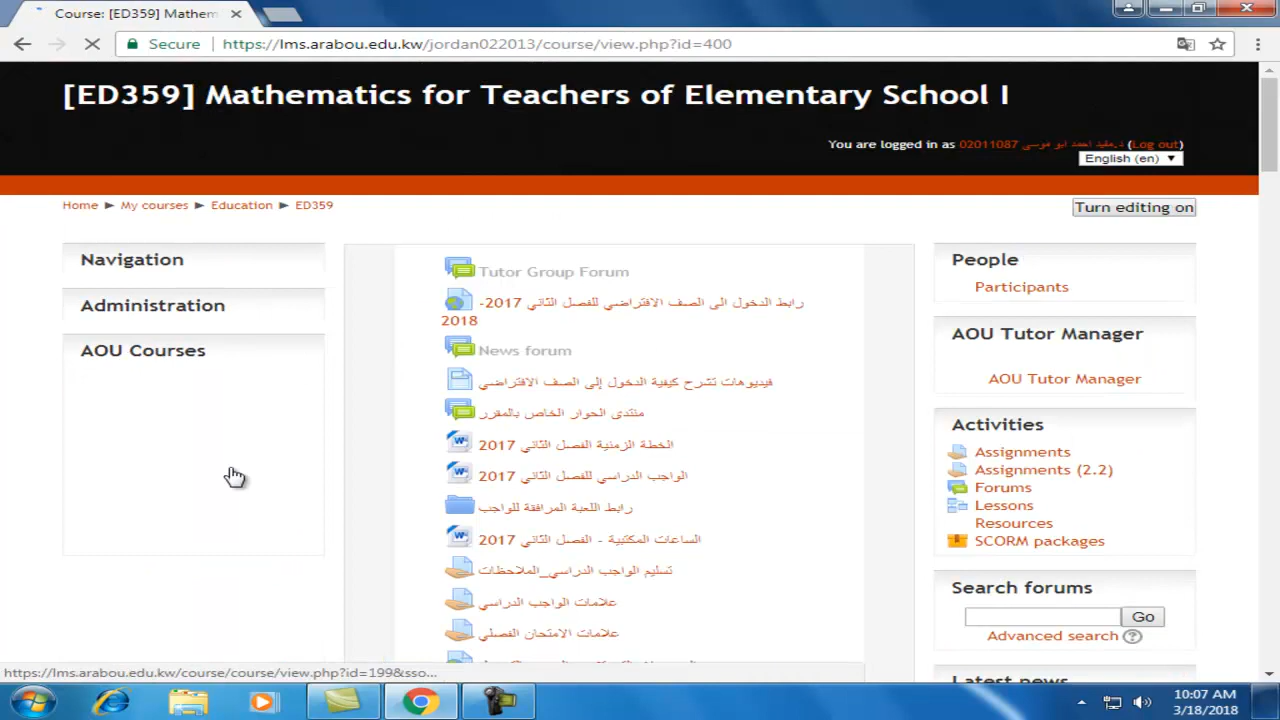 Course: [ED359] Mathem
Secure
https://lms.arabou.edu.kw/jordan022013/course/view.php?id=400
[ED359] Mathematics for Teachers of Elementary School I
You are logged in as د.مفيد احمد ابو موسى 02011087 (Log out)
English (en)
Home ► My courses ► Education ► ED359
Turn editing on
Navigation
Administration
AOU Courses
Tutor Group Forum
رابط الدخول الى الصف الافتراضي للفصل الثاني 2017-
2018
News forum
فيديوهات تشرح كيفية الدخول إلى الصف الافتراضي
منتدى الحوار الخاص بالمقرر
الخطة الزمنية الفصل الثاني 2017
الواجب الدراسي للفصل الثاني 2017
رابط اللعبة المرافقة للواجب
الساعات المكتبية - الفصل الثاني 2017
تسليم الواجب الدراسي_الملاحظات
علامات الواجب الدراسي
علامات الامتحان الفصلي
People
Participants
AOU Tutor Manager
AOU Tutor Manager
Activities
Assignments
Assignments (2.2)
Forums
Lessons
Resources
SCORM packages
Search forums
Go
Advanced search
Latest news
https://lms.arabou.edu.kw/course/course/view.php?id=199&sso...
10:07 AM
3/18/2018